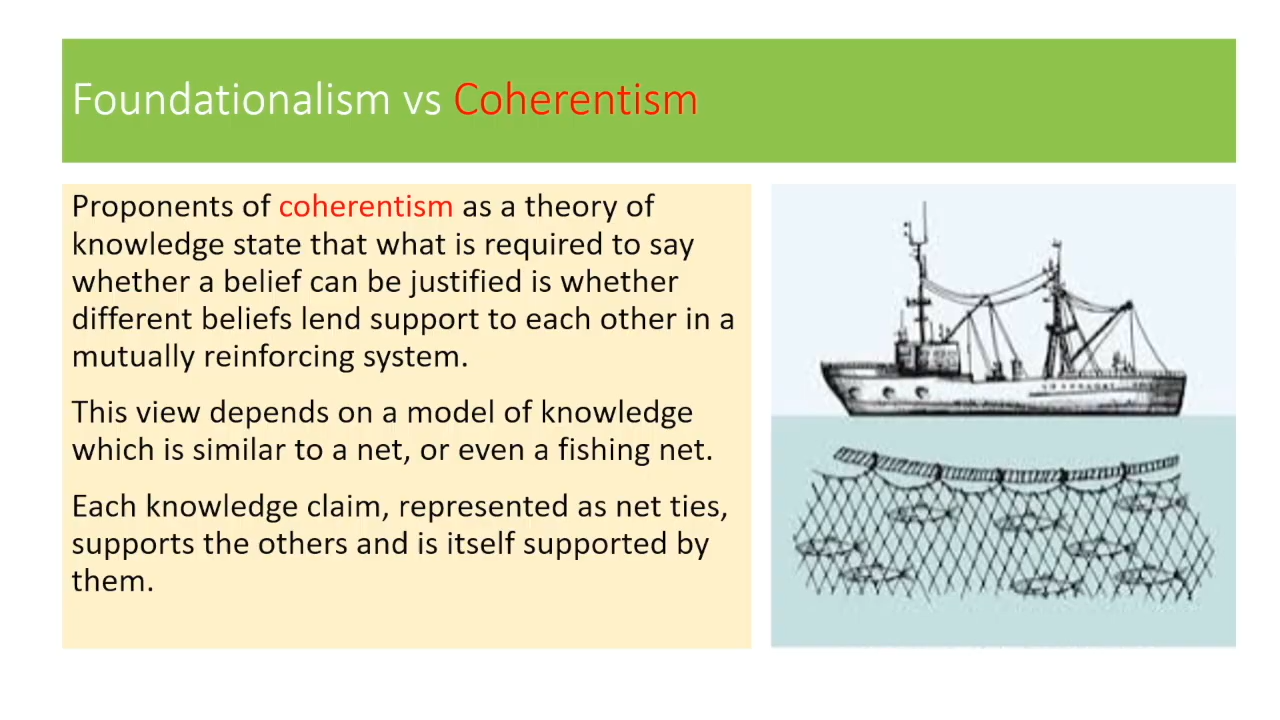 Foundationalism vs Coherentism
Proponents of coherentism as a theory of
knowledge state that what is required to say
whether a belief can be justified is whether
different beliefs lend support to each other in a
mutually reinforcing system.
This view depends on a model of knowledge
which is similar to a net, or even a fishing net.
Each knowledge claim, represented as net ties,
supports the others and is itself supported by
them.